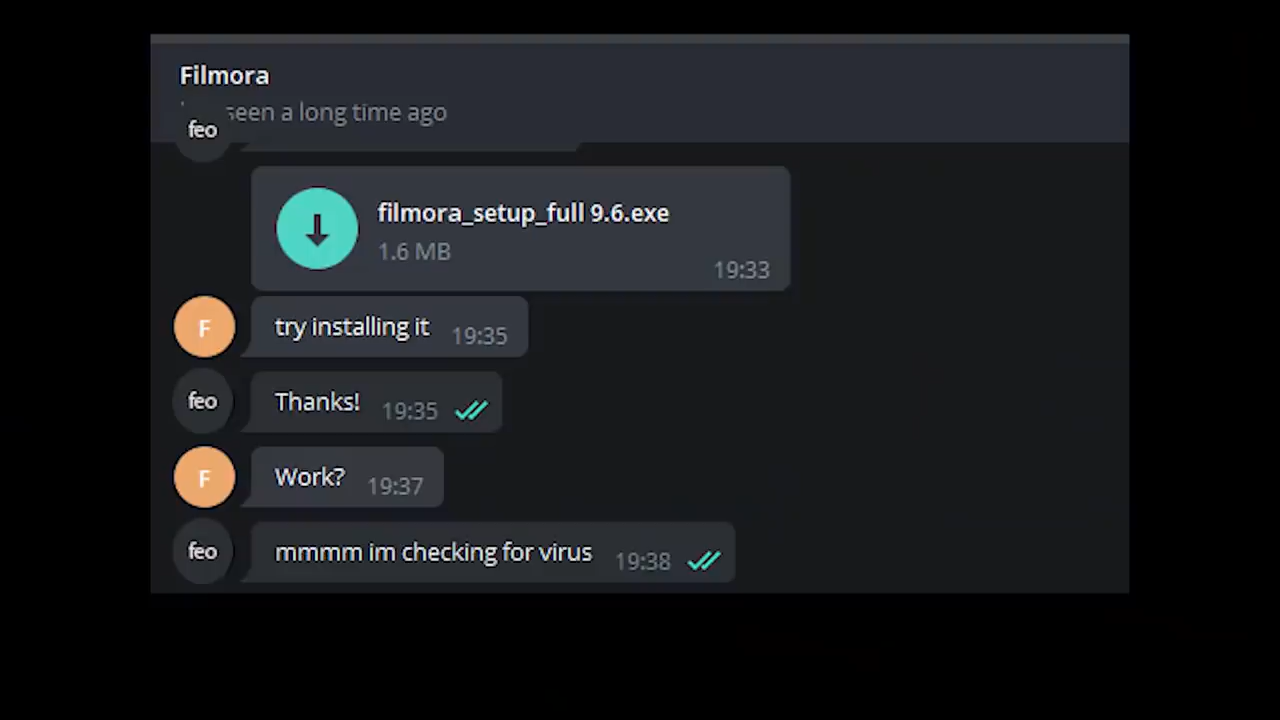 Filmora
seen a long time ago
feo
filmora_setup_full 9.6.exe
1.6 MB
19:33
F
try installing it 19:35
feo
Thanks! 19:35
F
Work? 19:37
feo
mmmm im checking for virus 19:38